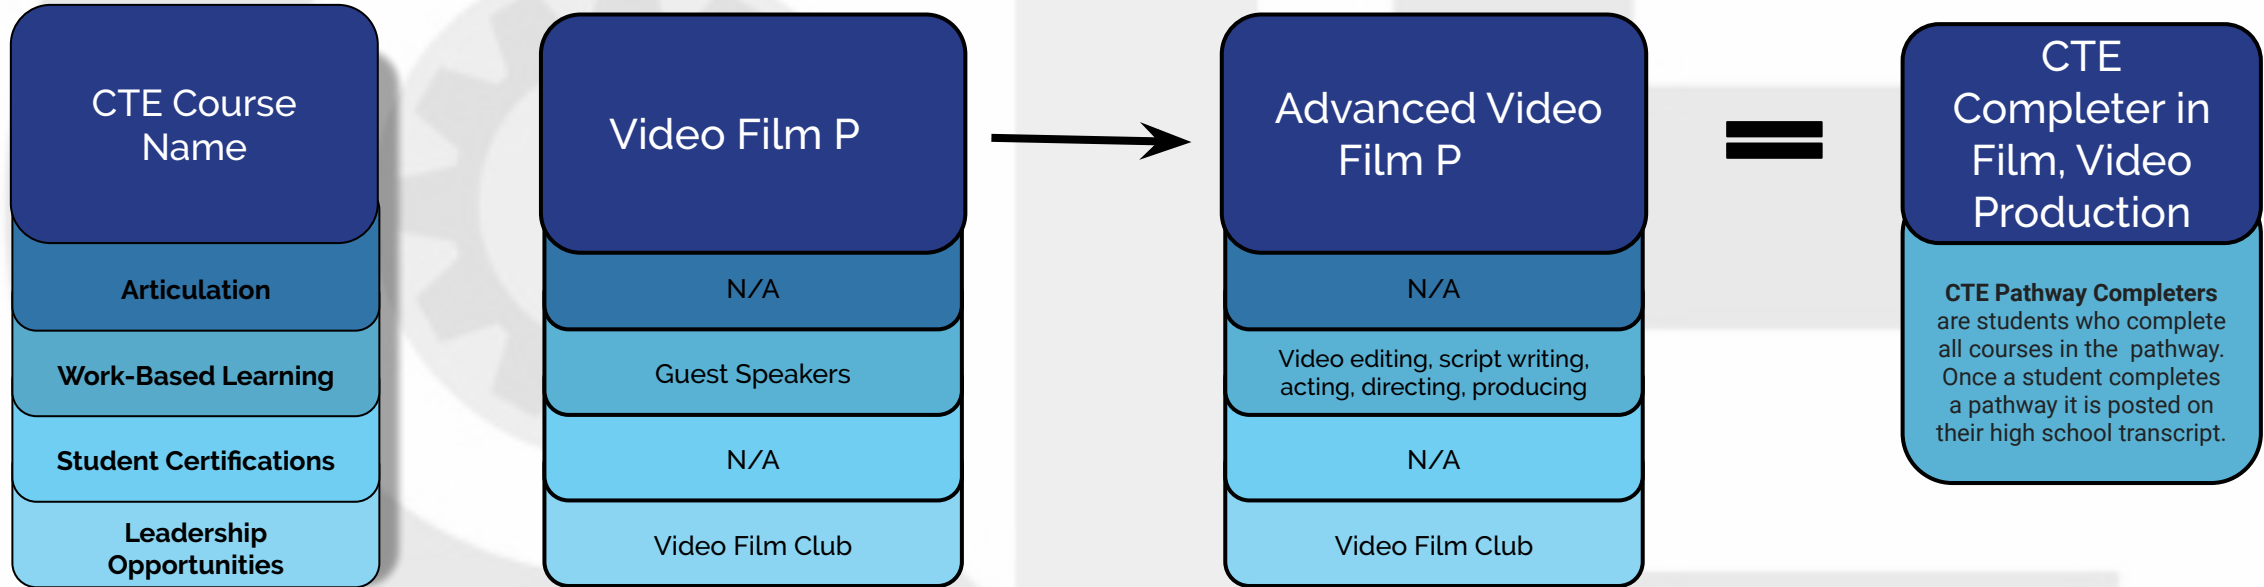 CTE Course
Name
Articulation
Work-Based Learning
Student Certifications
Leadership
Opportunities
Video Film P
N/A
Guest Speakers
N/A
Video Film Club
Advanced Video
Film P
N/A
Video editing, script writing,
acting, directing, producing
N/A
Video Film Club
CTE
Completer in
Film, Video
Production
CTE Pathway Completers
are students who complete
all courses in the pathway.
Once a student completes
a pathway it is posted on
their high school transcript.